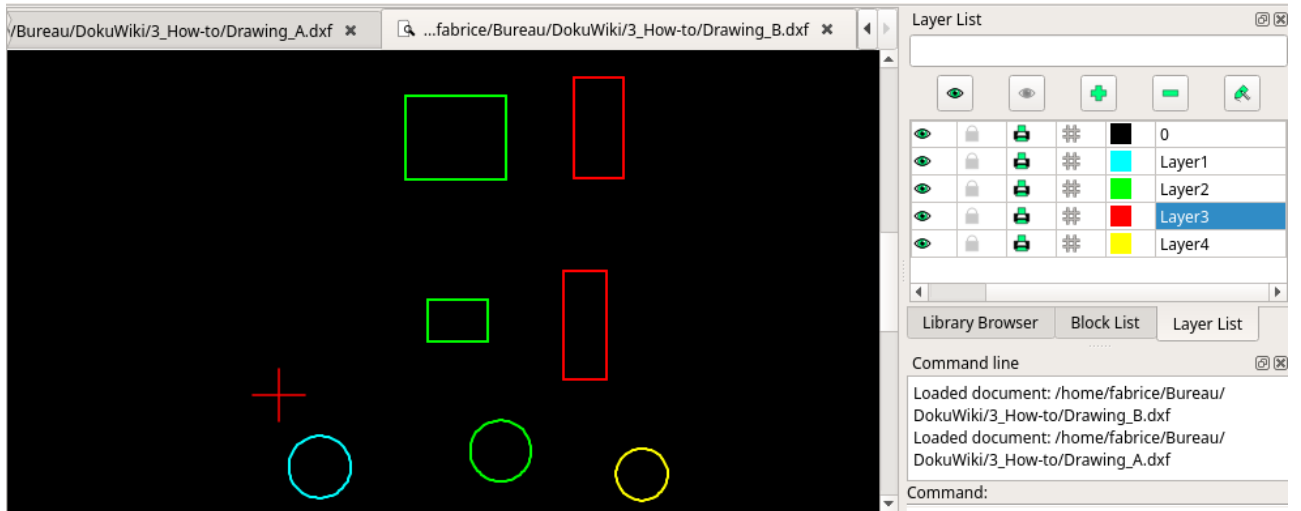 /Bureau/DokuWiki/3_How-to/Drawing_A.dxf
...fabrice/Bureau/DokuWiki/3_How-to/Drawing_B.dxf
Layer List
0
Layer1
Layer2
Layer3
Layer4
Library Browser
Block List
Layer List
Command line
Loaded document: /home/fabrice/Bureau/
DokuWiki/3_How-to/Drawing_B.dxf
Loaded document: /home/fabrice/Bureau/
DokuWiki/3_How-to/Drawing_A.dxf
Command: